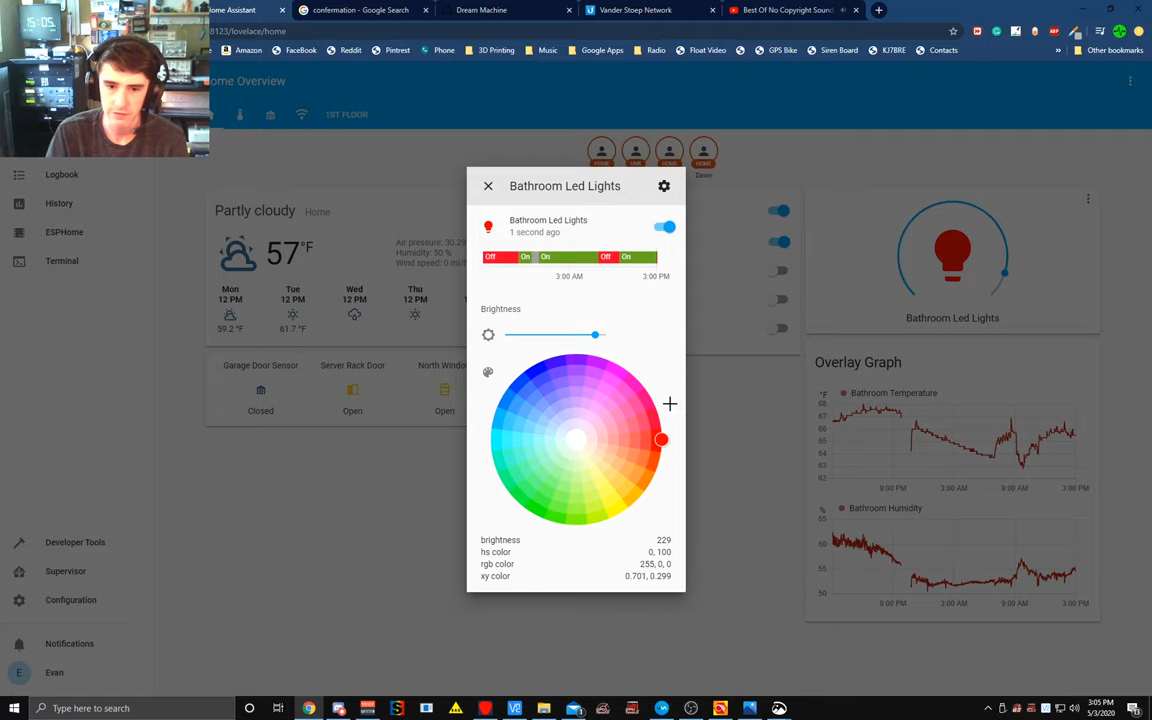 15:05
ome Assistant
confermation - Google Search
Dream Machine
Vander Stoep Network
Best Of No Copyright Sound
8123/lovelace/home
Amazon
FaceBook
Reddit
Pintrest
Phone
3D Printing
Music
Google Apps
Radio
Float Video
GPS Bike
Siren Board
KJ7BRE
Contacts
»
Other bookmarks
ome Overview
1ST FLOOR
HOME
HOME
HOME
Dawn
Logbook
History
ESPHome
Terminal
Developer Tools
Supervisor
Configuration
Notifications
E
Evan
Partly cloudy
Home
57°F
Air pressure: 30.29
Humidity: 50 %
Wind speed: 0 mi/
Mon
12 PM
Tue
12 PM
Wed
12 PM
Thu
12 PM
59.2 °F
61.7 °F
Garage Door Sensor
Closed
Server Rack Door
Open
North Window
Open
Bathroom Led Lights
Bathroom Led Lights
1 second ago
Off
On
On
Off
On
3:00 AM
3:00 PM
Brightness
brightness 229
hs color 0, 100
rgb color 255, 0, 0
xy color 0.701, 0.299
Bathroom Led Lights
Overlay Graph
°F
Bathroom Temperature
67
66
65
64
63
62
9:00 PM
3:00 AM
9:00 AM
3:00 PM
%
Bathroom Humidity
65
60
55
50
9:00 PM
3:00 AM
9:00 AM
3:00 PM
Type here to search
3:05 PM
5/3/2020